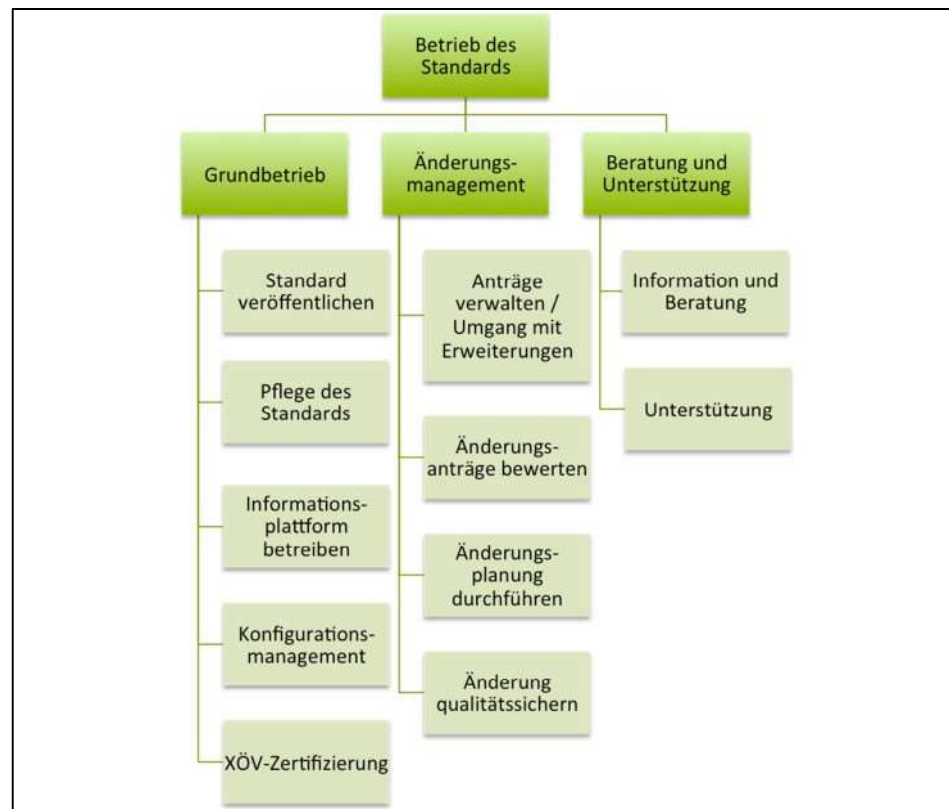 Betrieb des
Standards
Grundbetrieb
Änderungs-
management
Beratung und
Unterstützung
Standard
veröffentlichen
Pflege des
Standards
Informations-
plattform
betreiben
Konfigurations-
management
XÖV-Zertifizierung
Anträge
verwalten /
Umgang mit
Erweiterungen
Änderungs-
anträge bewerten
Änderungs-
planung
durchführen
Änderung
qualitätssichern
Information und
Beratung
Unterstützung